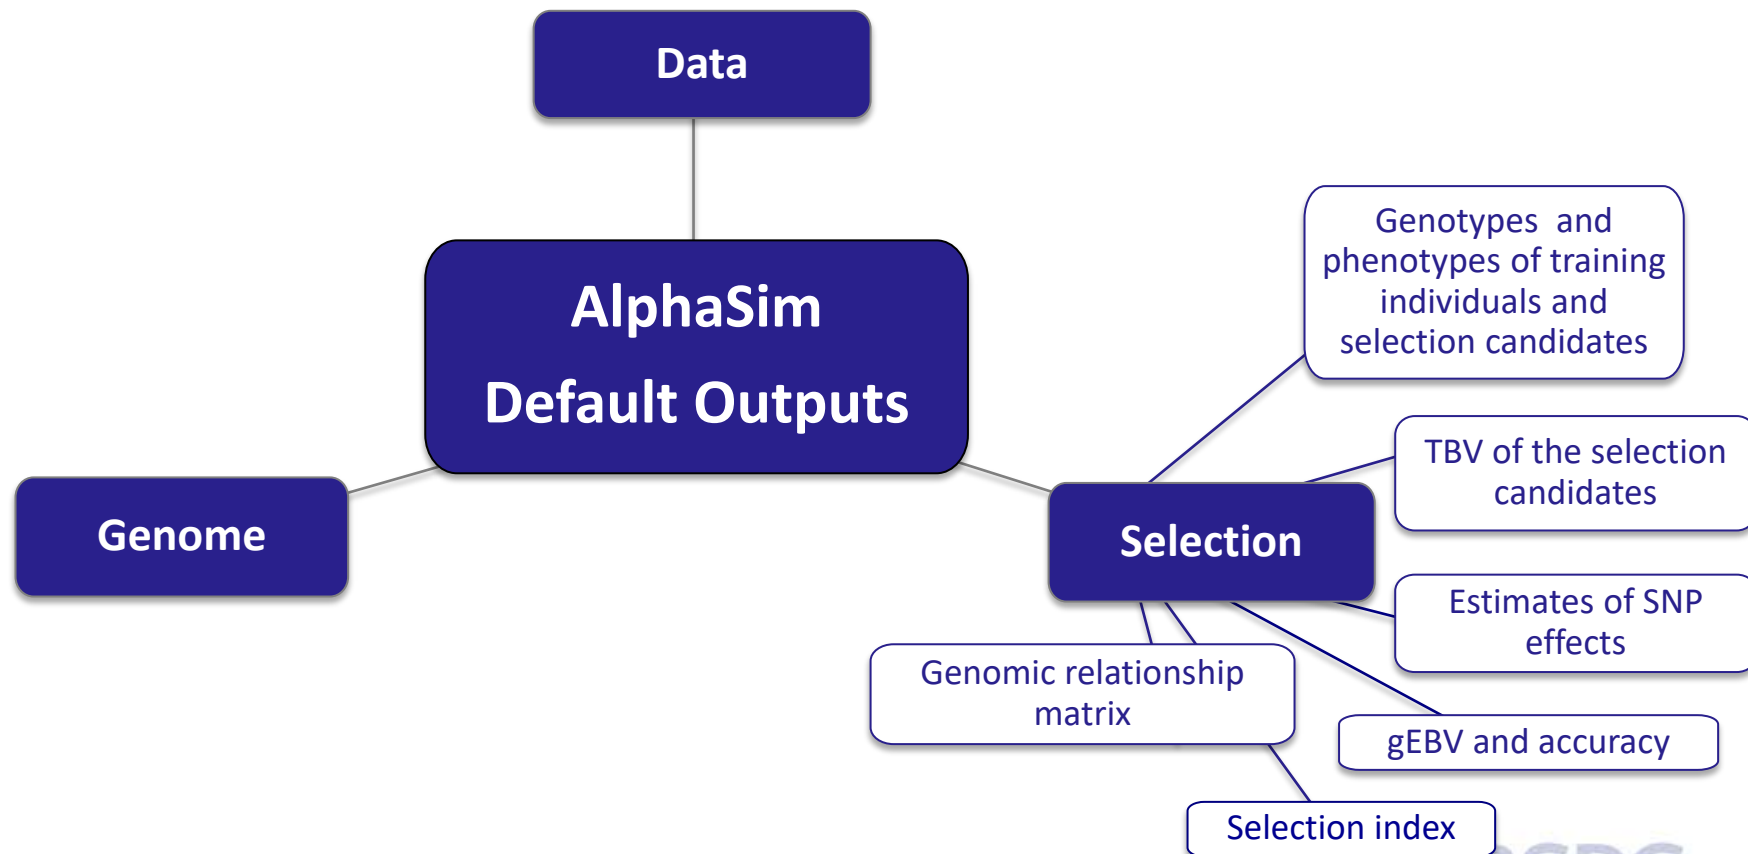 Data
AlphaSim
Default Outputs
Genotypes and
phenotypes of training
individuals and
selection candidates
TBV of the selection
candidates
Genome
Selection
Estimates of SNP
effects
Genomic relationship
matrix
gEBV and accuracy
Selection index